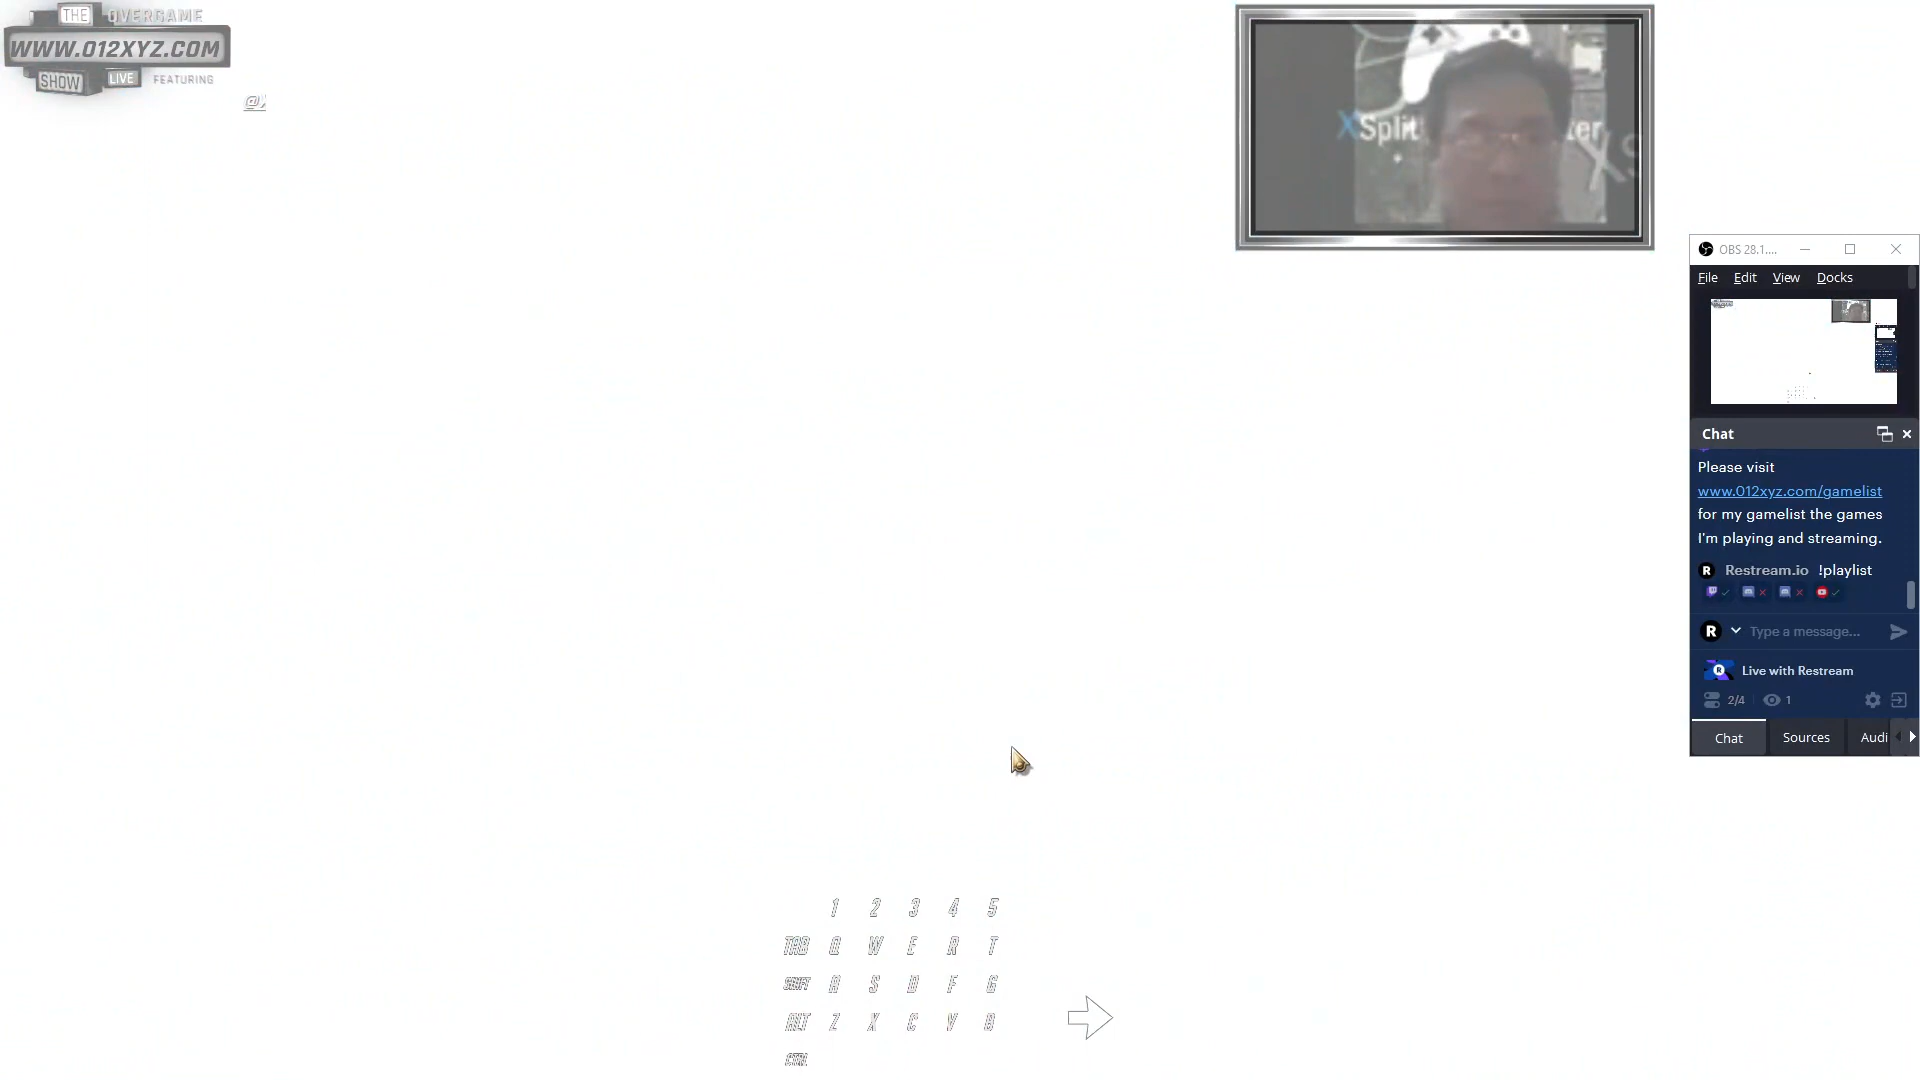 THE OVERGAME
WWW.012XYZ.COM
SHOW LIVE FEATURING
XSplit
OBS 28.1....
File Edit View Docks
Chat
Please visit
www.012xyz.com/gamelist
for my gamelist the games
I'm playing and streaming.
R Restream.io !playlist
R Type a message...
Live with Restream
2/4 1
Chat Sources Audi
1 2 3 4 5
TAB Q W E R T
SHIFT A S D F G
ALT Z X C V B
CTRL